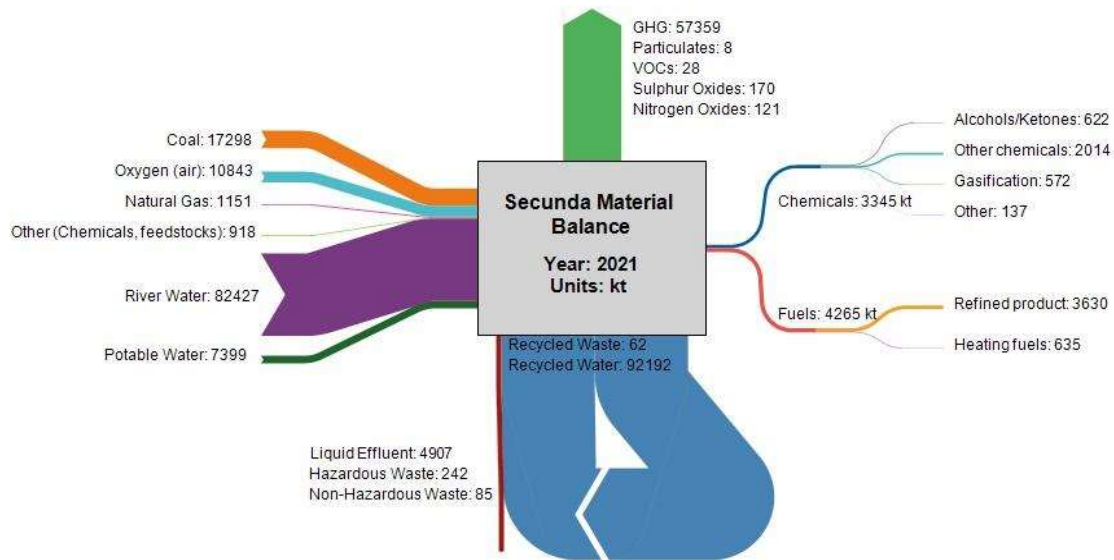 GHG: 57359
Particulates: 8
VOCs: 28
Sulphur Oxides: 170
Nitrogen Oxides: 121
Coal: 17298
Oxygen (air): 10843
Natural Gas: 1151
Other (Chemicals, feedstocks): 918
River Water: 82427
Potable Water: 7399
Secunda Material
Balance
Year: 2021
Units: kt
Alcohols/Ketones: 622
Other chemicals: 2014
Gasification: 572
Chemicals: 3345 kt
Other: 137
Fuels: 4265 kt
Refined product: 3630
Heating fuels: 635
Recycled Waste: 62
Recycled Water: 92192
Liquid Effluent: 4907
Hazardous Waste: 242
Non-Hazardous Waste: 85